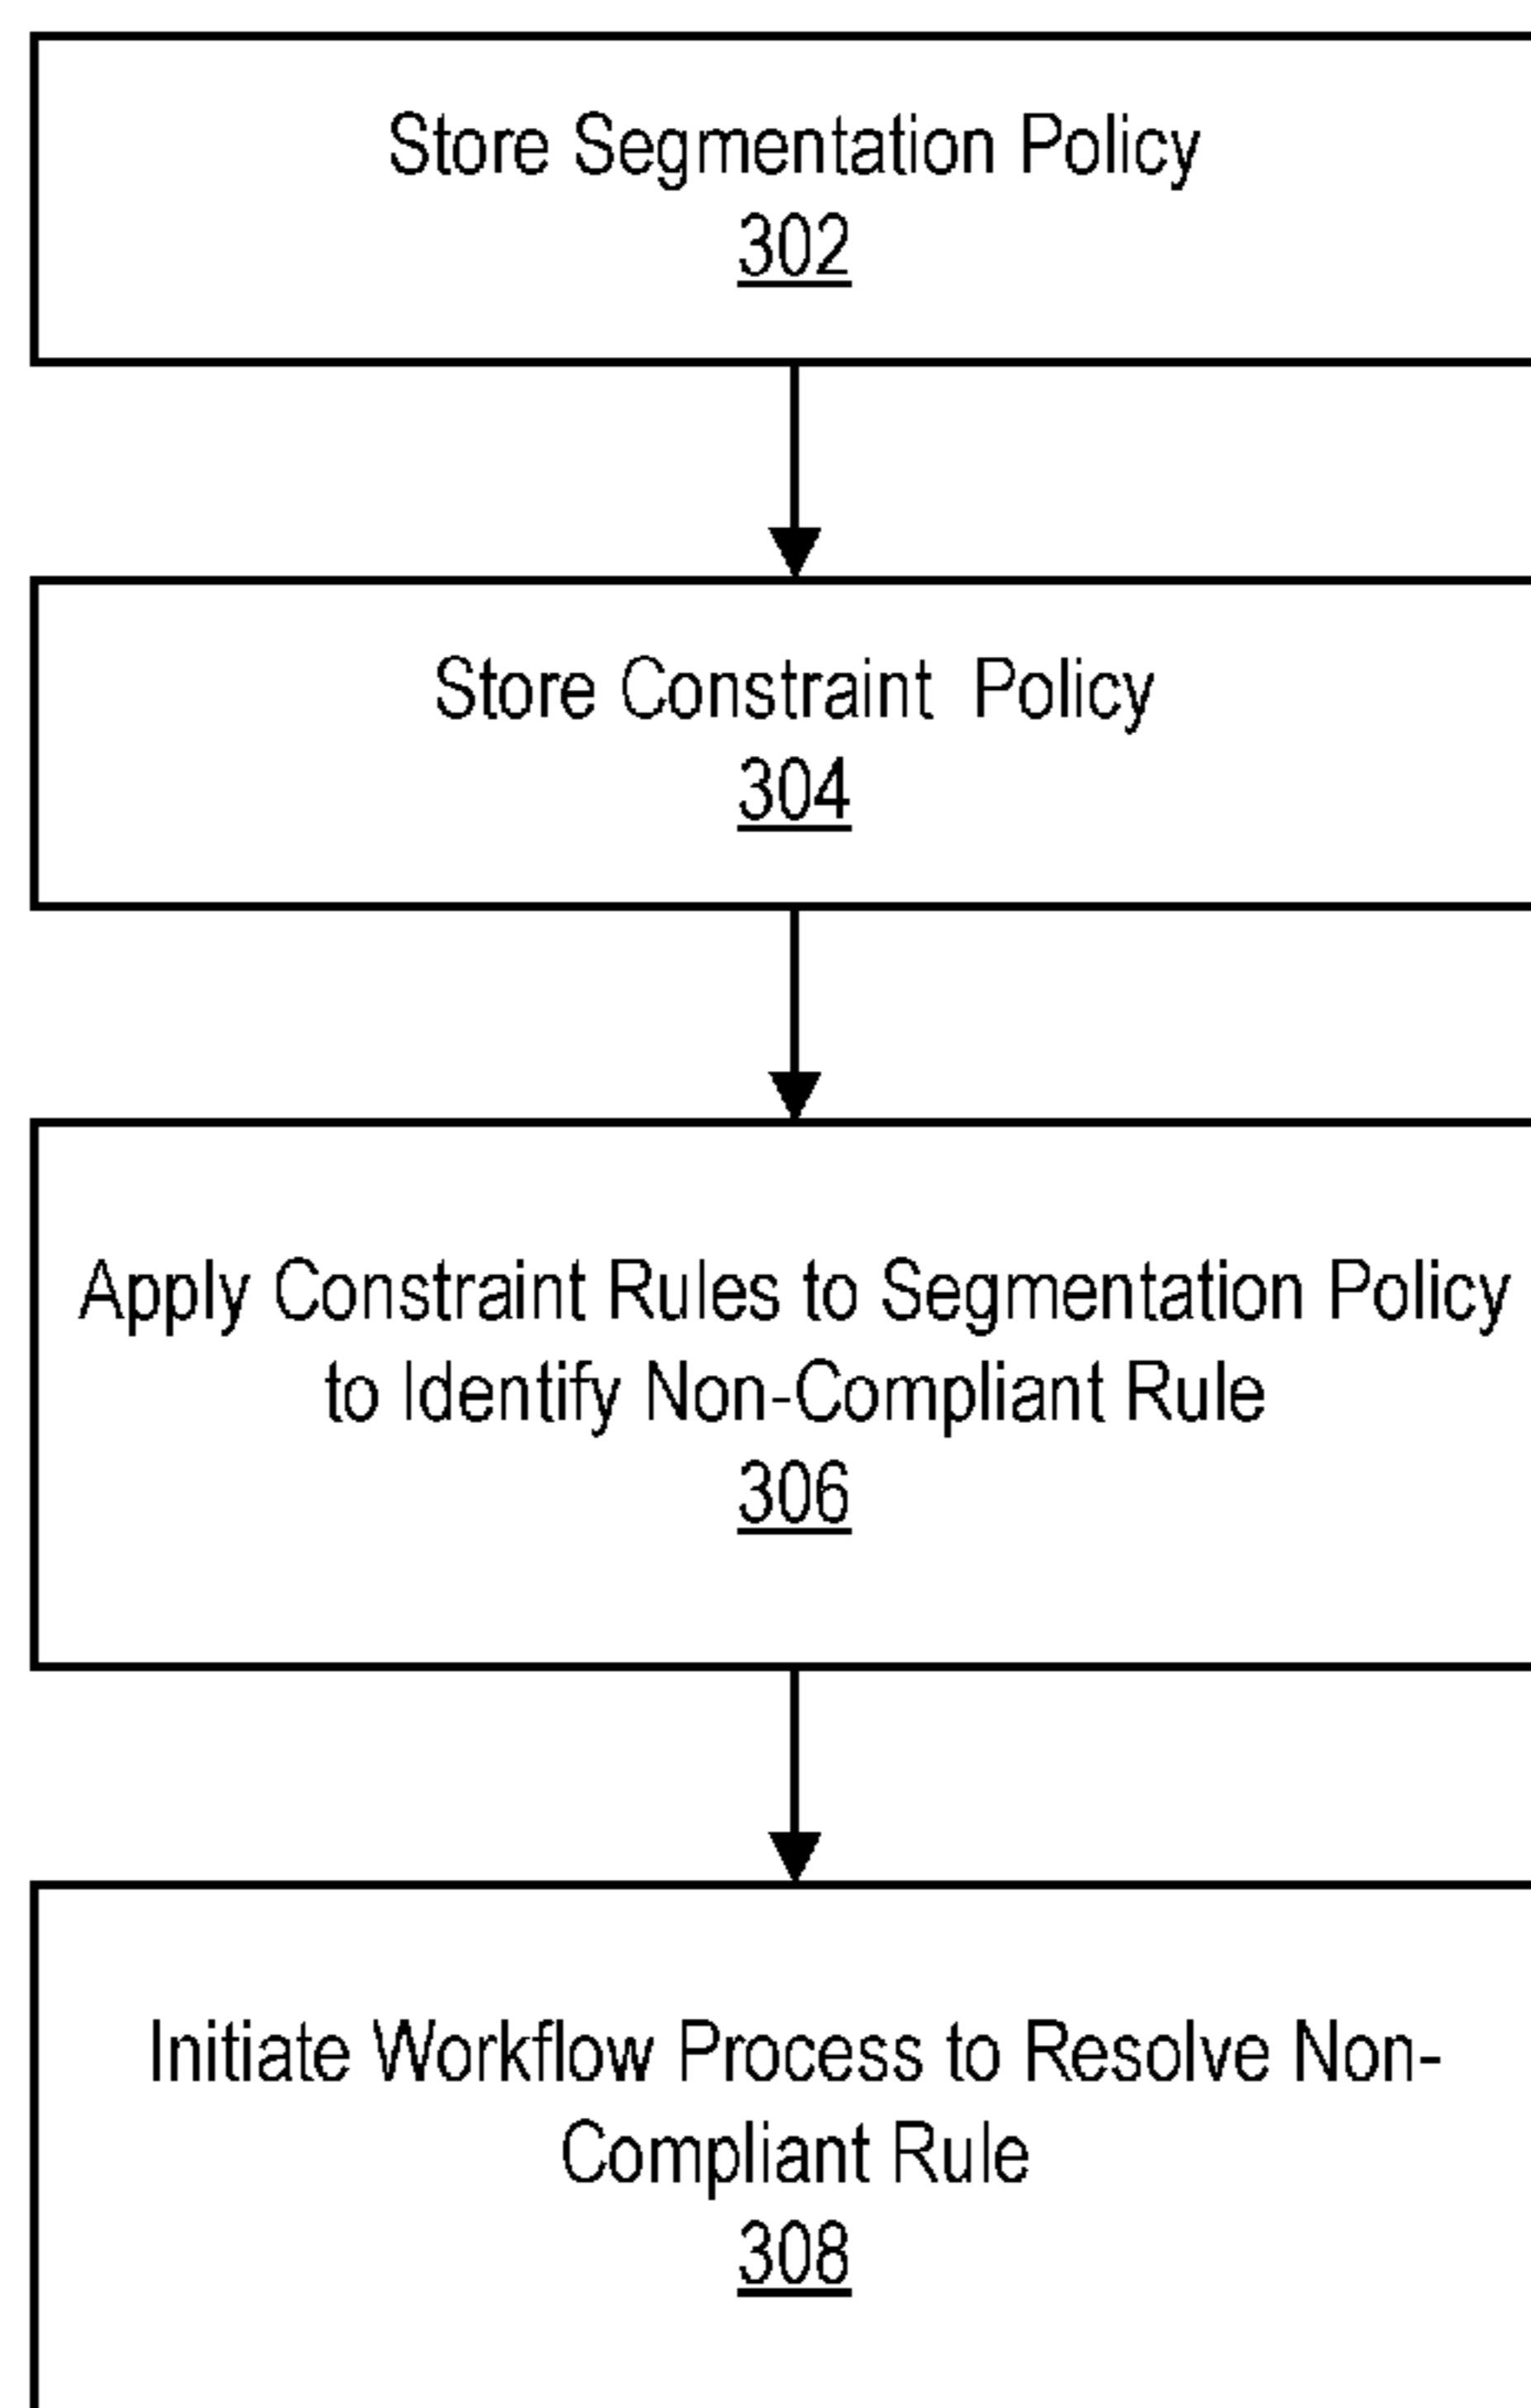 Store Segmentation Policy
302
Store Constraint Policy
304
Apply Constraint Rules to Segmentation Policy
to Identify Non-Compliant Rule
306
Initiate Workflow Process to Resolve Non-
Compliant Rule
308